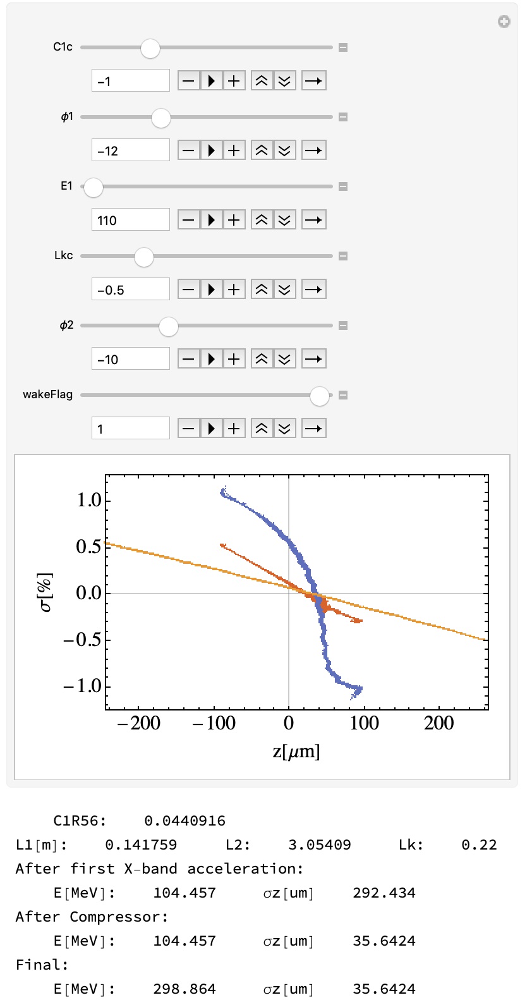 C1c
−1
ϕ1
−12
E1
110
Lkc
−0.5
ϕ2
−10
wakeFlag
1
1.0
0.5
0.0
−0.5
−1.0
σ[%]
−200 −100 0 100 200
z[μm]
C1R56: 0.0440916
L1[m]: 0.141759 L2: 3.05409 Lk: 0.22
After first X-band acceleration:
E[MeV]: 104.457 σz[um] 292.434
After Compressor:
E[MeV]: 104.457 σz[um] 35.6424
Final:
E[MeV]: 298.864 σz[um] 35.6424